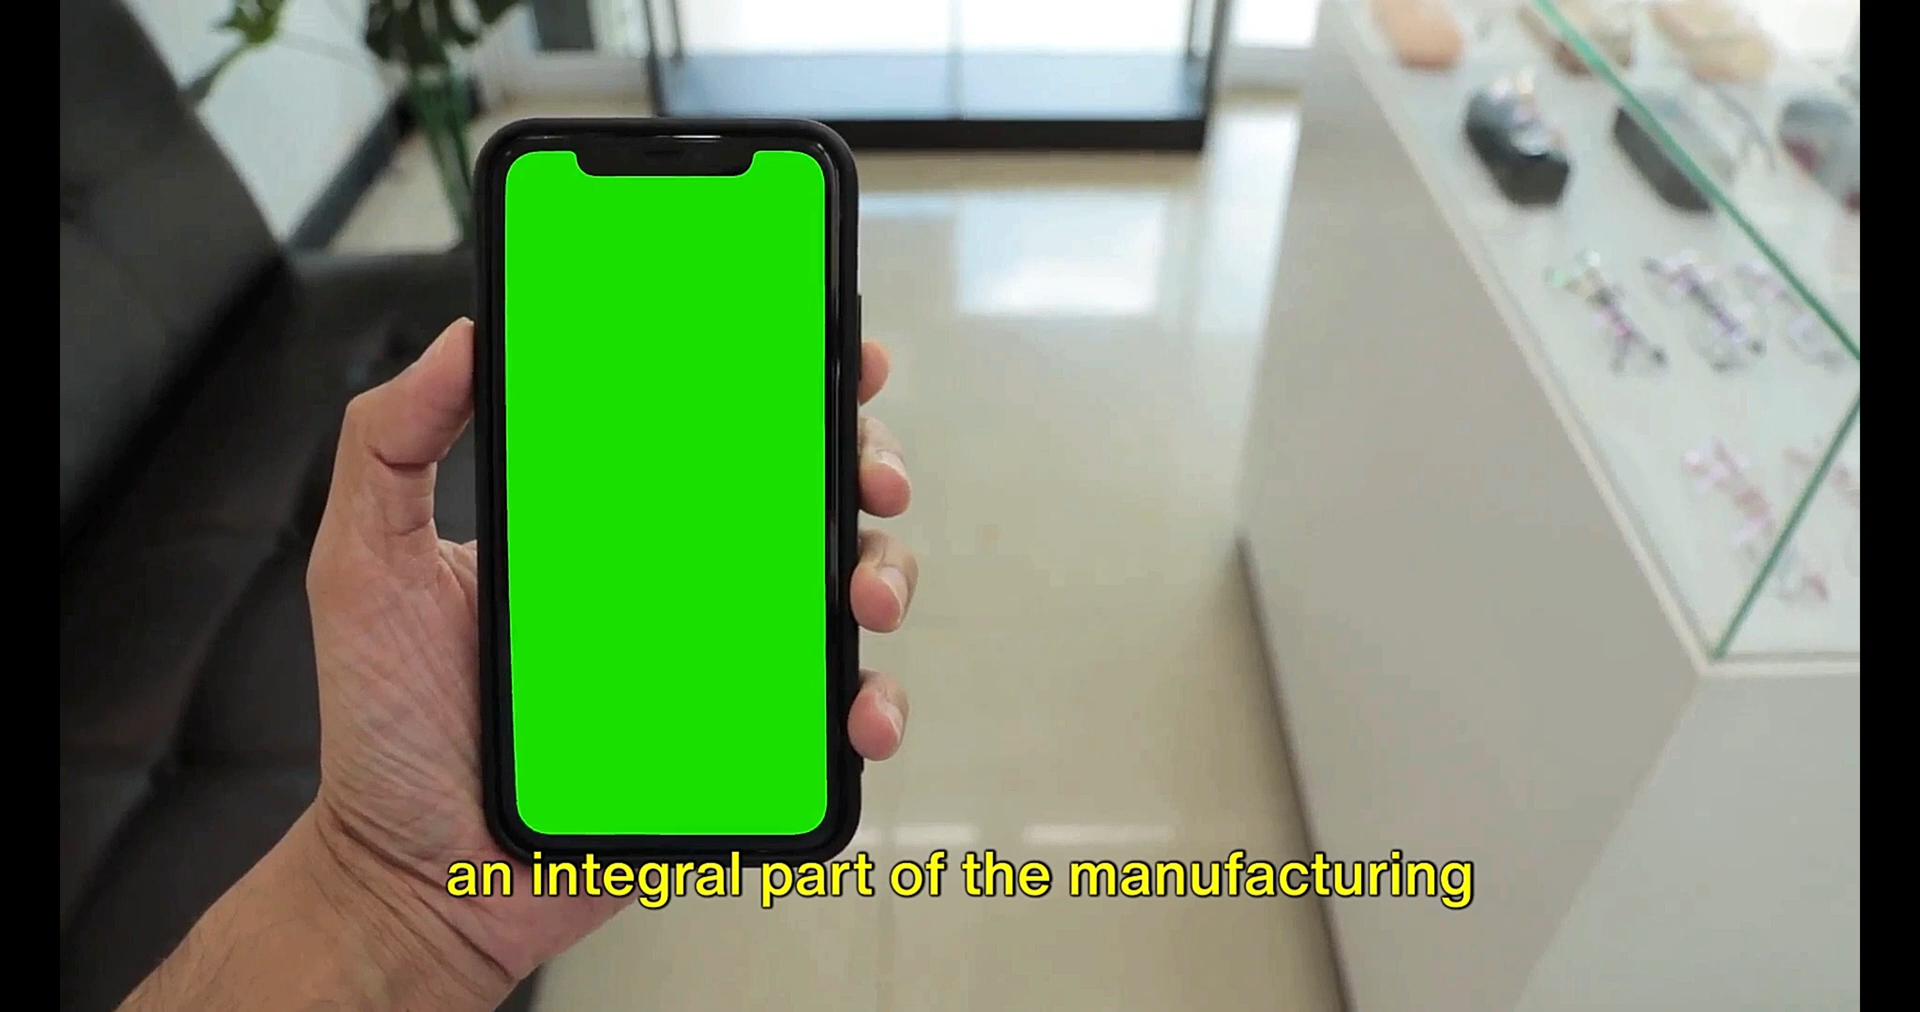 an integral part of the manufacturing